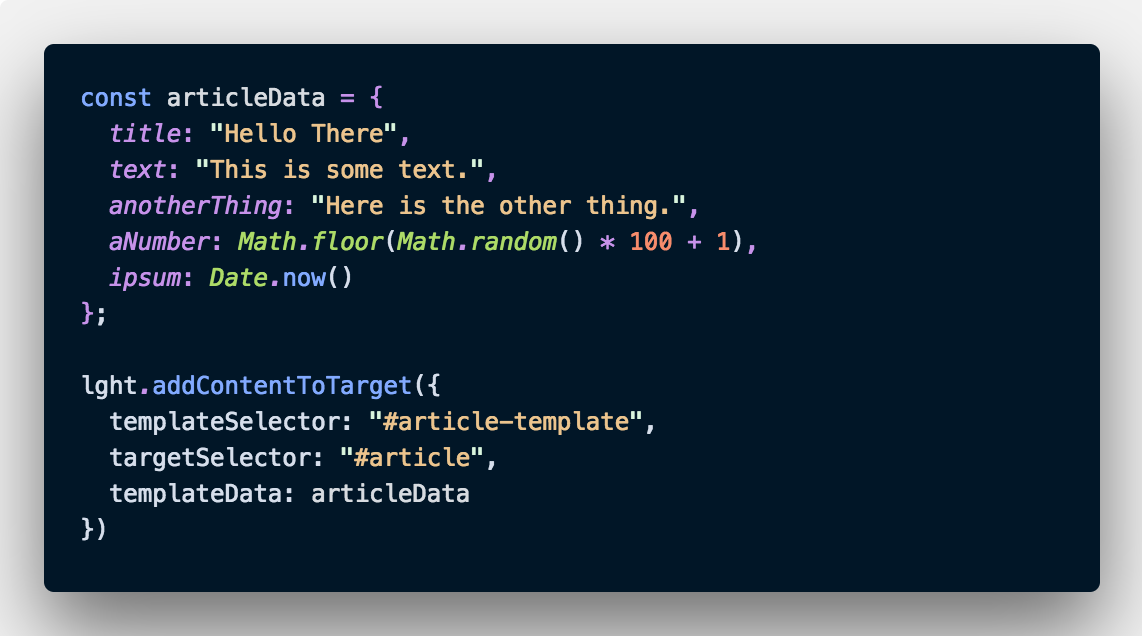 const articleData = {
  title: "Hello There",
  text: "This is some text.",
  anotherThing: "Here is the other thing.",
  aNumber: Math.floor(Math.random() * 100 + 1),
  ipsum: Date.now()
};

lght.addContentToTarget({
  templateSelector: "#article-template",
  targetSelector: "#article",
  templateData: articleData
})